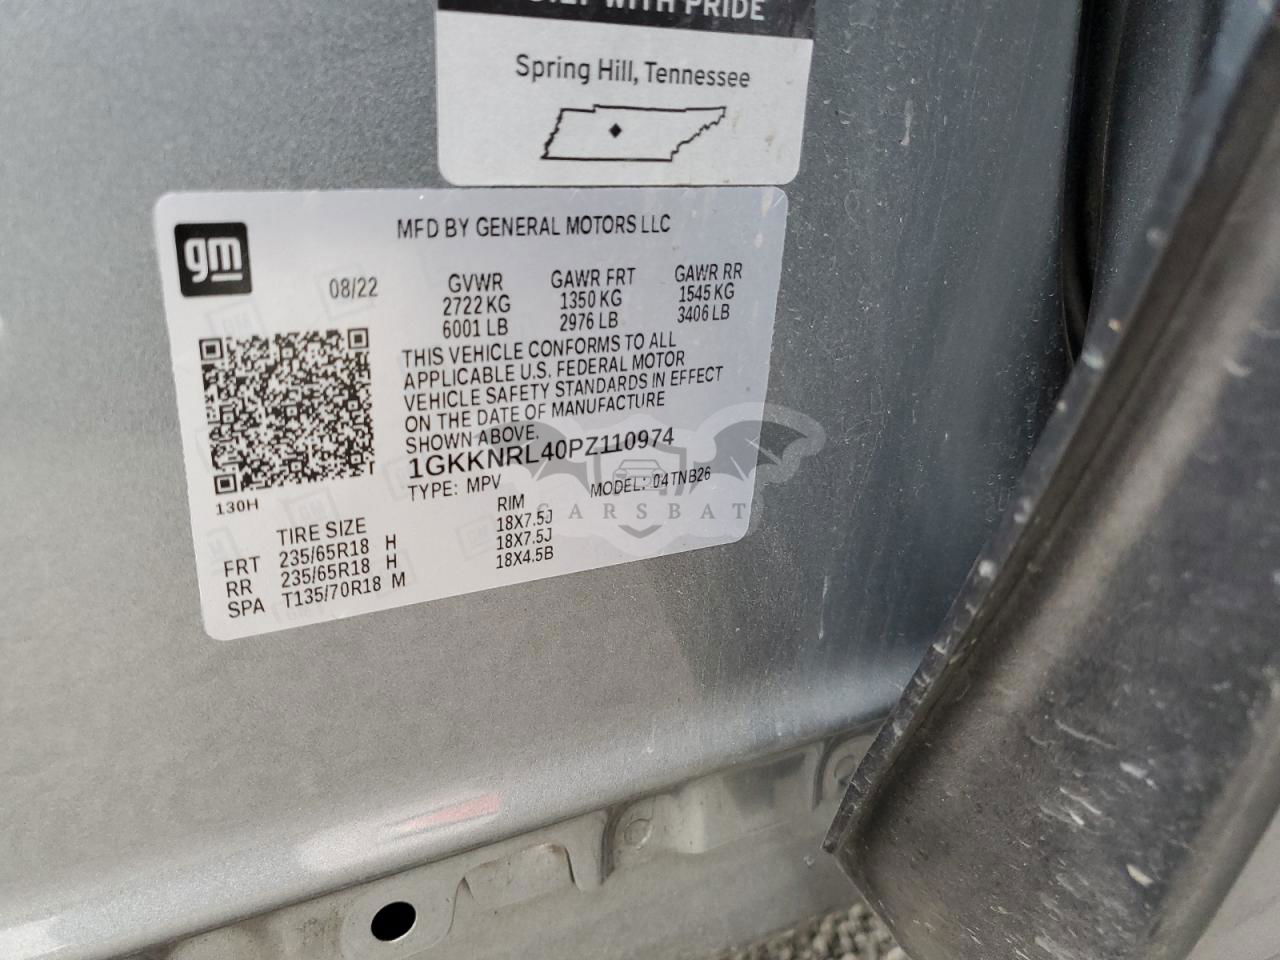 BUILT WITH PRIDE
Spring Hill, Tennessee
gm
MFD BY GENERAL MOTORS LLC
08/22
GVWR GAWR FRT GAWR RR
2722 KG 1350 KG 1545 KG
6001 LB 2976 LB 3406 LB
THIS VEHICLE CONFORMS TO ALL
APPLICABLE U.S. FEDERAL MOTOR
VEHICLE SAFETY STANDARDS IN EFFECT
ON THE DATE OF MANUFACTURE
SHOWN ABOVE.
1GKKNRL40PZ110974
TYPE: MPV MODEL: 04TNB26
130H
TIRE SIZE RIM
FRT 235/65R18 H 18X7.5J
RR 235/65R18 H 18X7.5J
SPA T135/70R18 M 18X4.5B
CARSBAT